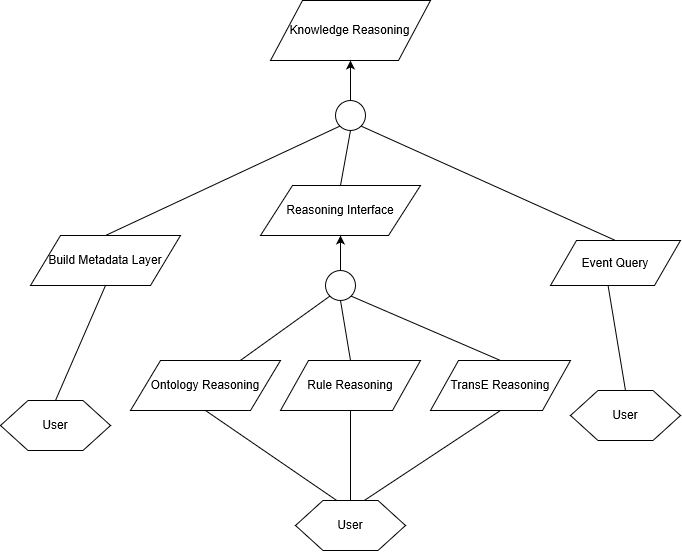 Knowledge Reasoning
Reasoning Interface
Build Metadata Layer
Event Query
Ontology Reasoning
Rule Reasoning
TransE Reasoning
User
User
User